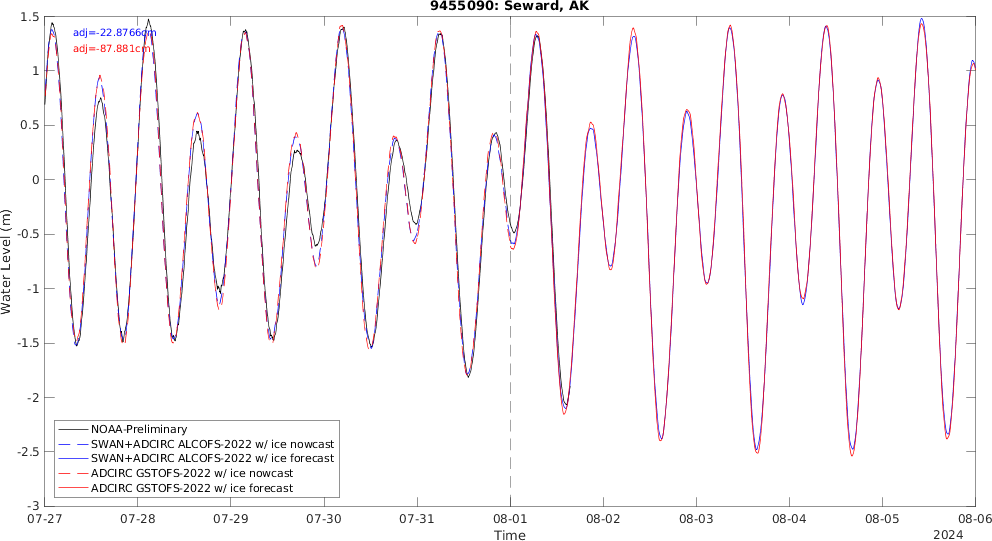 9455090: Seward, AK
adj=-22.8766cm
adj=-87.881cm
1.5
1
0.5
0
-0.5
-1
-1.5
-2
-2.5
-3
Water Level (m)
NOAA-Preliminary
SWAN+ADCIRC ALCOFS-2022 w/ ice nowcast
SWAN+ADCIRC ALCOFS-2022 w/ ice forecast
ADCIRC GSTOFS-2022 w/ ice nowcast
ADCIRC GSTOFS-2022 w/ ice forecast
07-27 07-28 07-29 07-30 07-31 08-01 08-02 08-03 08-04 08-05 08-06
Time
2024